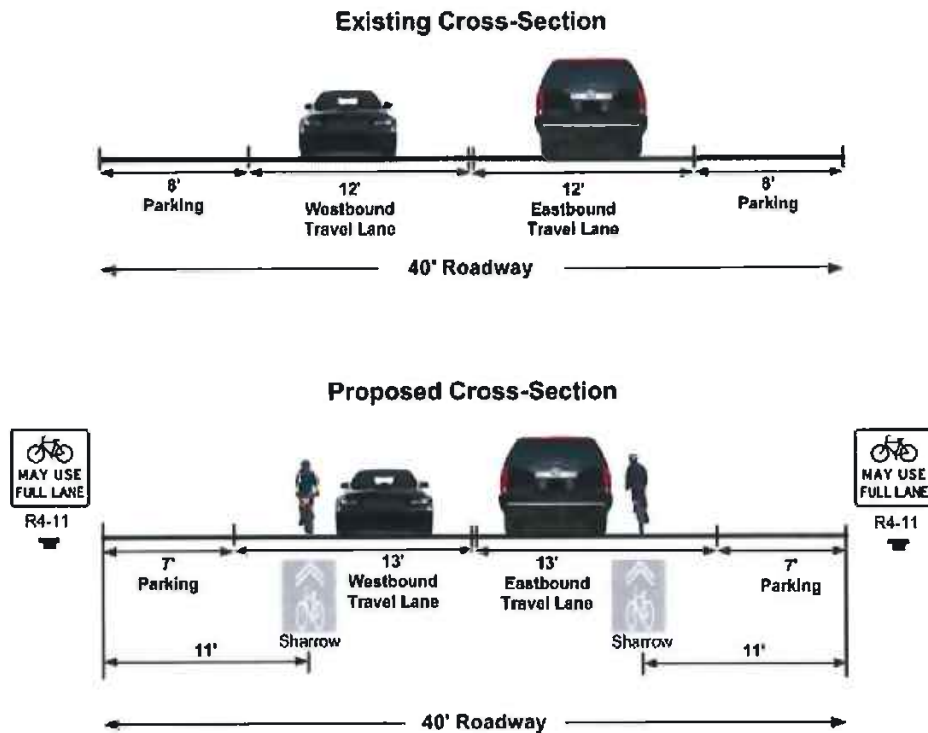 Existing Cross-Section
8'
Parking
12'
Westbound
Travel Lane
12'
Eastbound
Travel Lane
8'
Parking
40' Roadway
Proposed Cross-Section
MAY USE
FULL LANE
R4-11
MAY USE
FULL LANE
R4-11
7'
Parking
13'
Westbound
Travel Lane
13'
Eastbound
Travel Lane
7'
Parking
Sharrow
Sharrow
11'
11'
40' Roadway